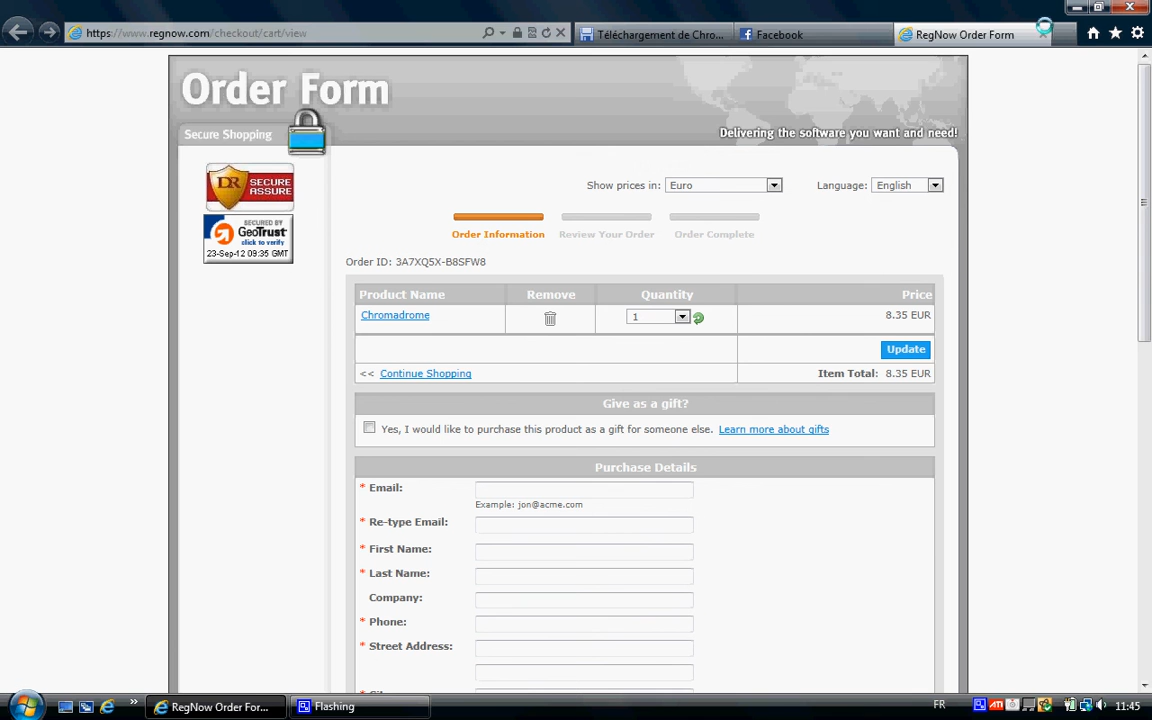 https://www.regnow.com/checkout/cart/view
Téléchargement de Chro...
Facebook
RegNow Order Form
Order Form
Secure Shopping
Delivering the software you want and need!
DR SECURE ASSURE
SECURED BY
GeoTrust
click to verify
23-Sep-12 09:35 GMT
Show prices in: Euro
Language: English
Order Information
Review Your Order
Order Complete
Order ID: 3A7XQ5X-B8SFW8
Product Name Remove Quantity Price
Chromadrome 1 8.35 EUR
Update
<< Continue Shopping Item Total: 8.35 EUR
Give as a gift?
Yes, I would like to purchase this product as a gift for someone else. Learn more about gifts
Purchase Details
* Email:
Example: jon@acme.com
* Re-type Email:
* First Name:
* Last Name:
Company:
* Phone:
* Street Address:
RegNow Order For...
Flashing
FR
11:45